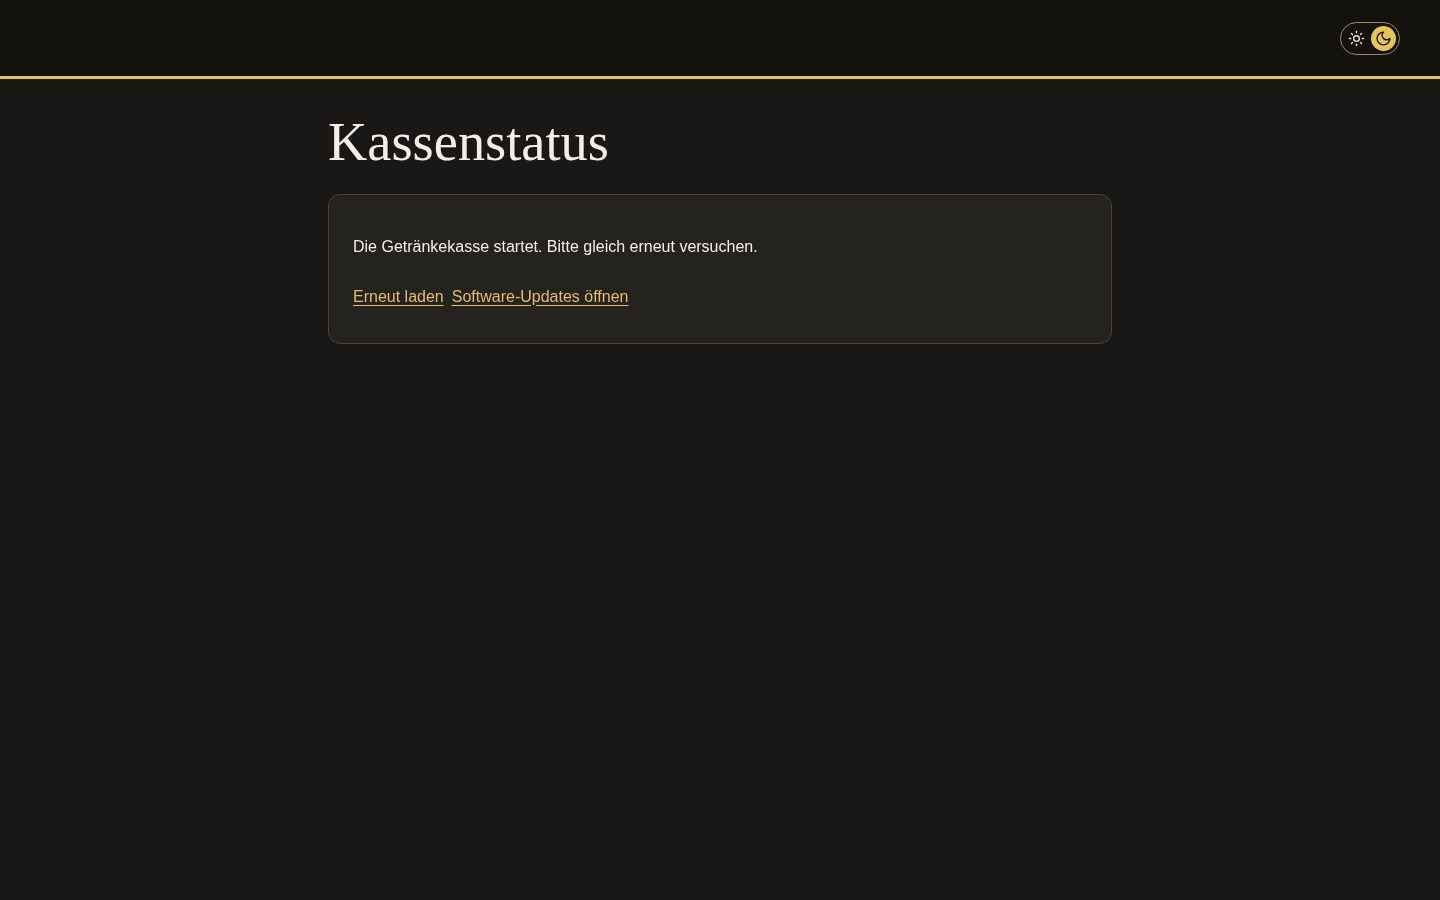 Kassenstatus
Die Getränkekasse startet. Bitte gleich erneut versuchen.
Erneut laden Software-Updates öffnen